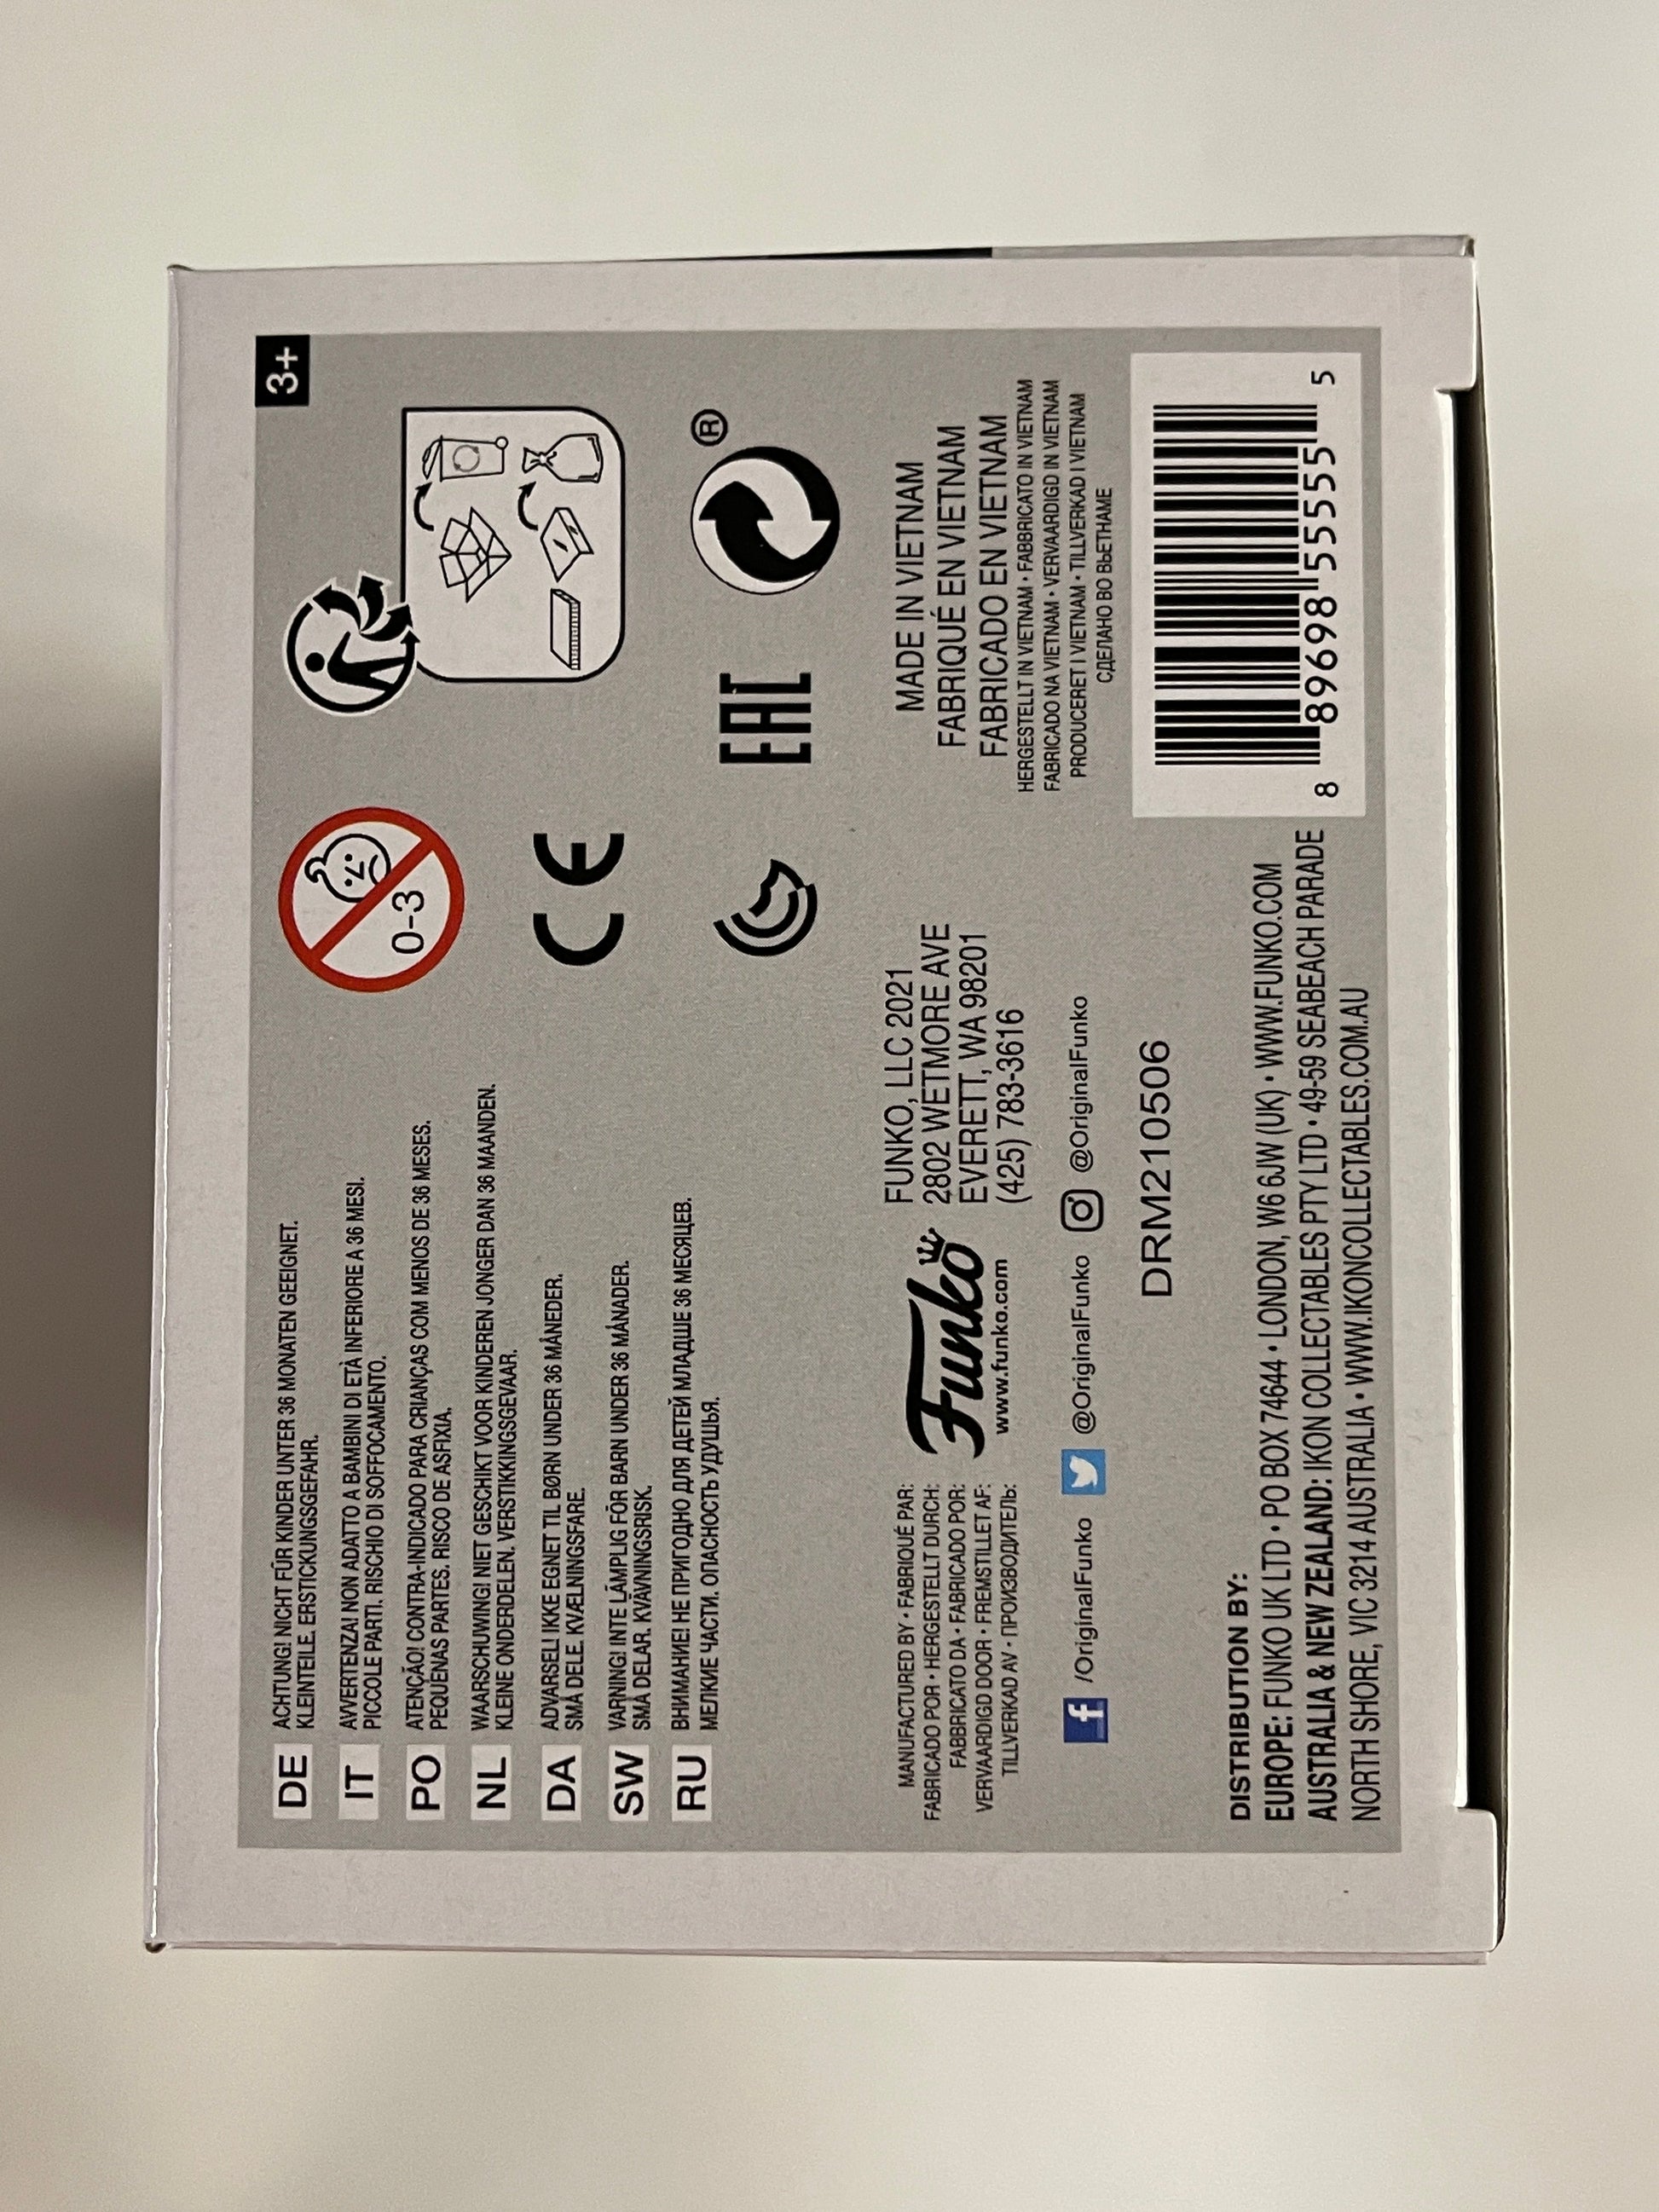 3+
DE
ACHTUNG! NICHT FÜR KINDER UNTER 36 MONATEN GEEIGNET.
KLEINTEILE. ERSTICKUNGSGEFAHR.
IT
AVVERTENZA! NON ADATTO A BAMBINI DI ETÀ INFERIORE A 36 MESI.
PICCOLE PARTI. RISCHIO DI SOFFOCAMENTO.
PO
ATENÇÃO! CONTRA-INDICADO PARA CRIANÇAS COM MENOS DE 36 MESES.
PEQUENAS PARTES. RISCO DE ASFIXIA.
NL
WAARSCHUWING! NIET GESCHIKT VOOR KINDEREN JONGER DAN 36 MAANDEN.
KLEINE ONDERDELEN. VERSTIKKINGSGEVAAR.
DA
ADVARSEL! IKKE EGNET TIL BØRN UNDER 36 MÅNEDER.
SMÅ DELE. KVÆLNINGSFARE.
SW
VARNING! INTE LÄMPLIG FÖR BARN UNDER 36 MÅNADER.
SMÅ DELAR. KVÄVNINGSRISK.
RU
ВНИМАНИЕ! НЕ ПРИГОДНО ДЛЯ ДЕТЕЙ МЛАДШЕ 36 МЕСЯЦЕВ.
МЕЛКИЕ ЧАСТИ. ОПАСНОСТЬ УДУШЬЯ.
0-3
CE
EAC
®
MANUFACTURED BY • FABRIQUÉ PAR:
FABRICADO POR • HERGESTELLT DURCH:
FABBRICATO DA • FABRICADO POR:
VERVAARDIGD DOOR • FREMSTILLET AF:
TILLVERKAD AV • ПРОИЗВОДИТЕЛЬ:
Funko
www.funko.com
FUNKO, LLC 2021
2802 WETMORE AVE
EVERETT, WA 98201
(425) 783-3616
MADE IN VIETNAM
FABRIQUÉ EN VIETNAM
FABRICADO EN VIETNAM
HERGESTELLT IN VIETNAM • FABBRICATO IN VIETNAM
FABRICADO NA VIETNAM • VERVAARDIGD IN VIETNAM
PRODUCERET I VIETNAM • TILLVERKAD I VIETNAM
СДЕЛАНО ВО ВЬЕТНАМЕ
f /OriginalFunko @OriginalFunko @OriginalFunko
DRM210506
DISTRIBUTION BY:
EUROPE: FUNKO UK LTD • PO BOX 74644 • LONDON, W6 6JW (UK) • WWW.FUNKO.COM
AUSTRALIA & NEW ZEALAND: IKON COLLECTABLES PTY LTD • 49-59 SEABEACH PARADE
NORTH SHORE, VIC 3214 AUSTRALIA • WWW.IKONCOLLECTABLES.COM.AU
8 89698 55555 5